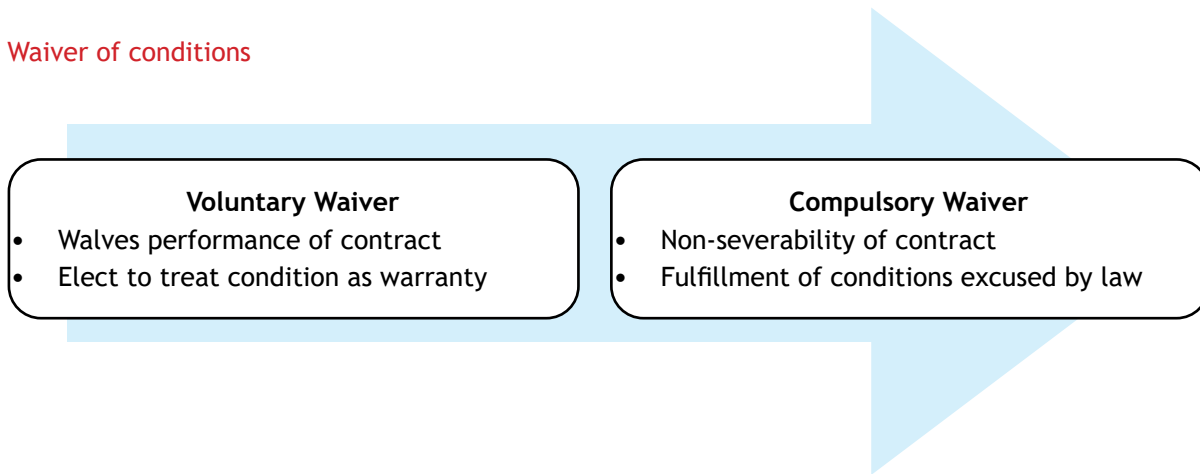 Waiver of conditions
Voluntary Waiver
• Walves performance of contract
• Elect to treat condition as warranty
Compulsory Waiver
• Non-severability of contract
• Fulfillment of conditions excused by law